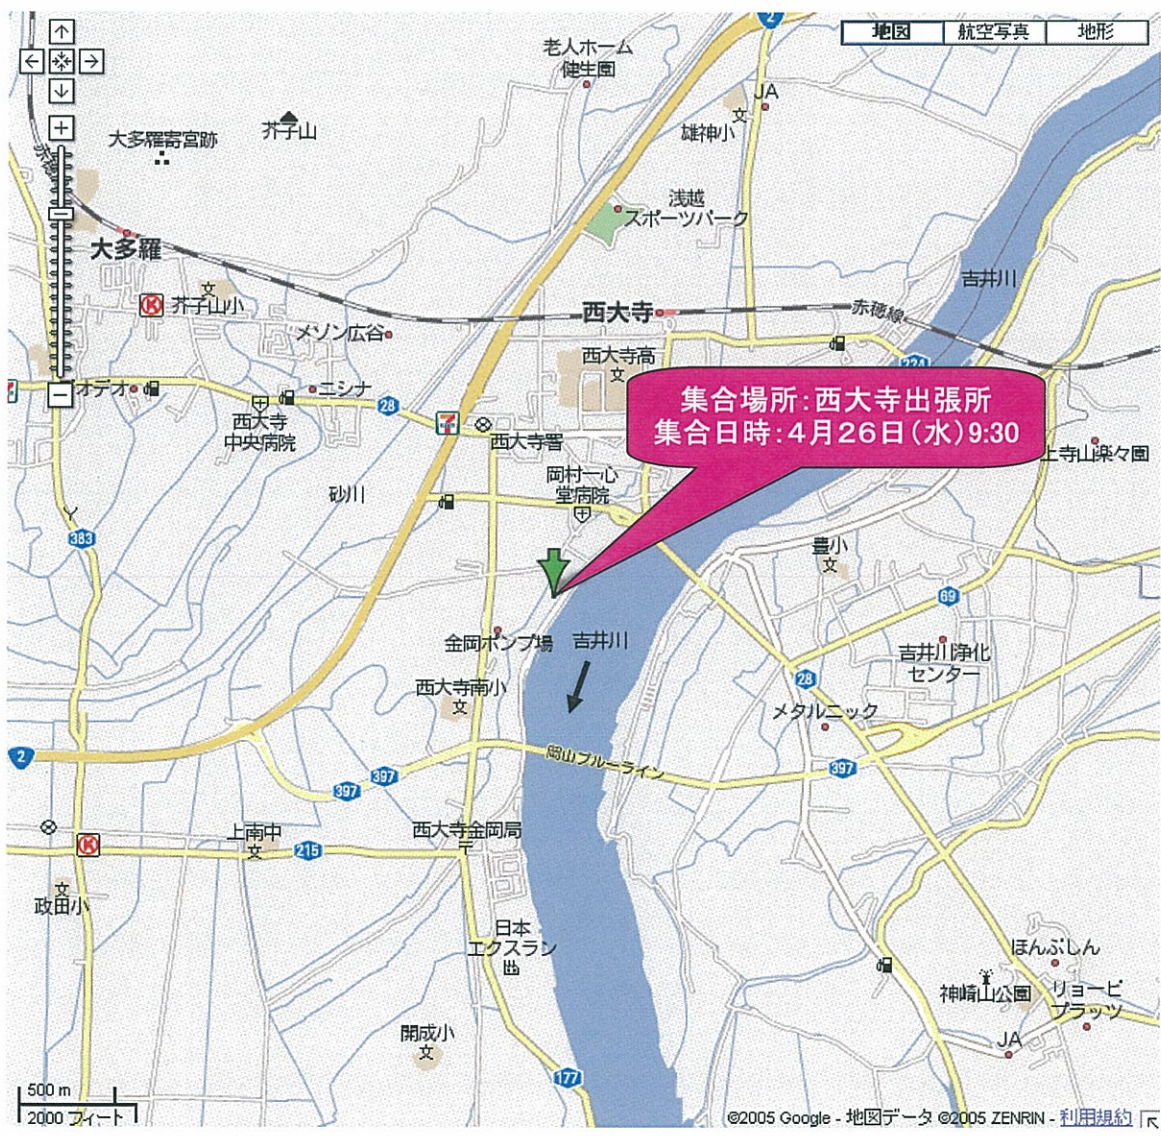 地図
航空写真
地形
2
老人ホーム
健生園
JA
雄神小
文
芥子山
大多羅寄宮跡
浅越
スポーツパーク
大多羅
吉井川
芥子山小
文
K
西大寺
赤穂線
メゾン広谷
西大寺高
文
224
オデオ
ニシナ
28
7
西大寺
中央病院
西大寺署
集合場所:西大寺出張所
集合日時:4月26日(水)9:30
上寺山楽々園
岡村一心
堂病院
砂川
383
豊小
文
69
金岡ポンプ場
吉井川
吉井川浄化
センター
西大寺南小
文
28
メタルニック
岡山ブルーライン
2
397
397
397
西大寺金岡局
〒
上南中
文
215
K
文
政田小
日本
エクスラン
ほんぶしん
神崎山公園
リョービ
プラッツ
開成小
文
JA
177
500 m
2000 フィート
©2005 Google - 地図データ ©2005 ZENRIN - 利用規約